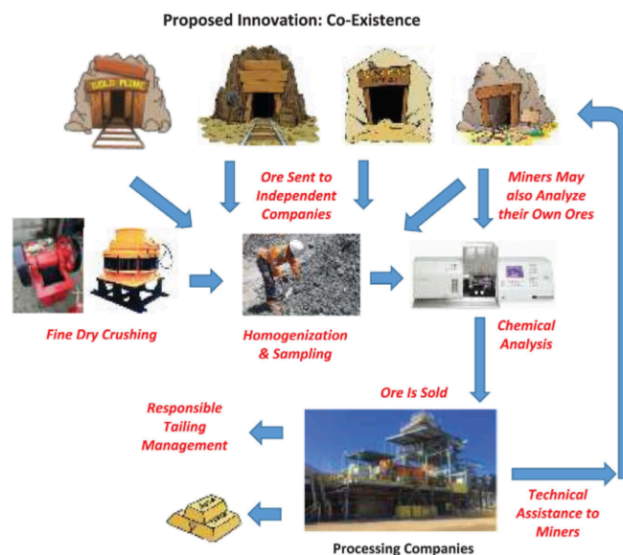 Proposed Innovation: Co-Existence
GOLD MINE
Ore Sent to
Independent
Companies
Miners May
also Analyze
their Own Ores
Fine Dry Crushing
Homogenization
& Sampling
Chemical
Analysis
Ore Is Sold
Responsible
Tailing
Management
Technical
Assistance to
Miners
Processing Companies